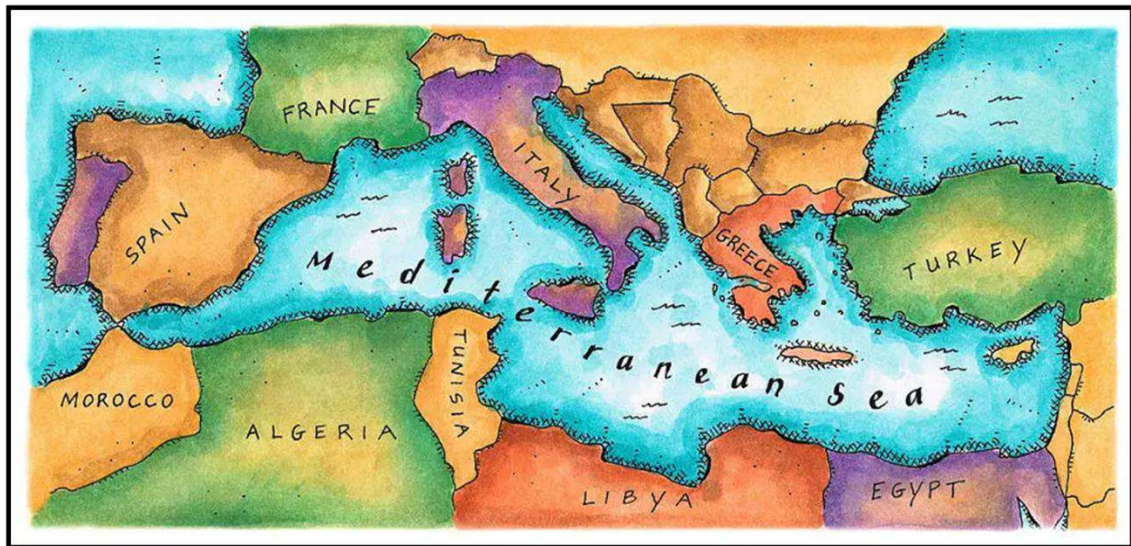 FRANCE
SPAIN
ITALY
GREECE
TURKEY
Mediterranean Sea
MOROCCO
ALGERIA
TUNISIA
LIBYA
EGYPT